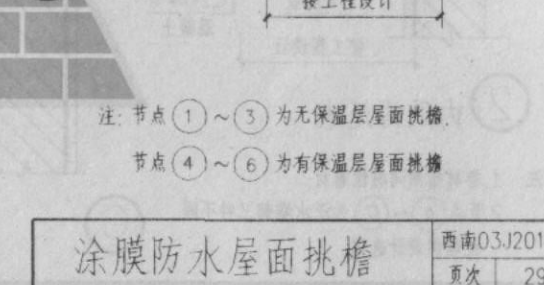 按工程设计
注: 节点①~③为无保温层屋面挑檐.
节点④~⑥为有保温层屋面挑檐
涂膜防水屋面挑檐
西南03J201
页次 29